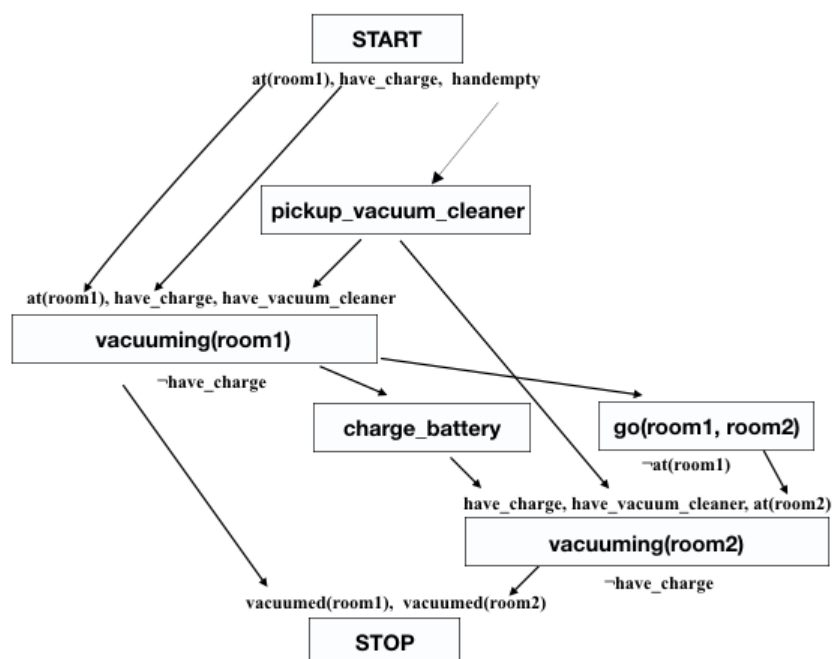 START
at(room1), have_charge, handempty
pickup_vacuum_cleaner
at(room1), have_charge, have_vacuum_cleaner
vacuuming(room1)
¬have_charge
charge_battery
go(room1, room2)
¬at(room1)
have_charge, have_vacuum_cleaner, at(room2)
vacuuming(room2)
¬have_charge
vacuumed(room1), vacuumed(room2)
STOP